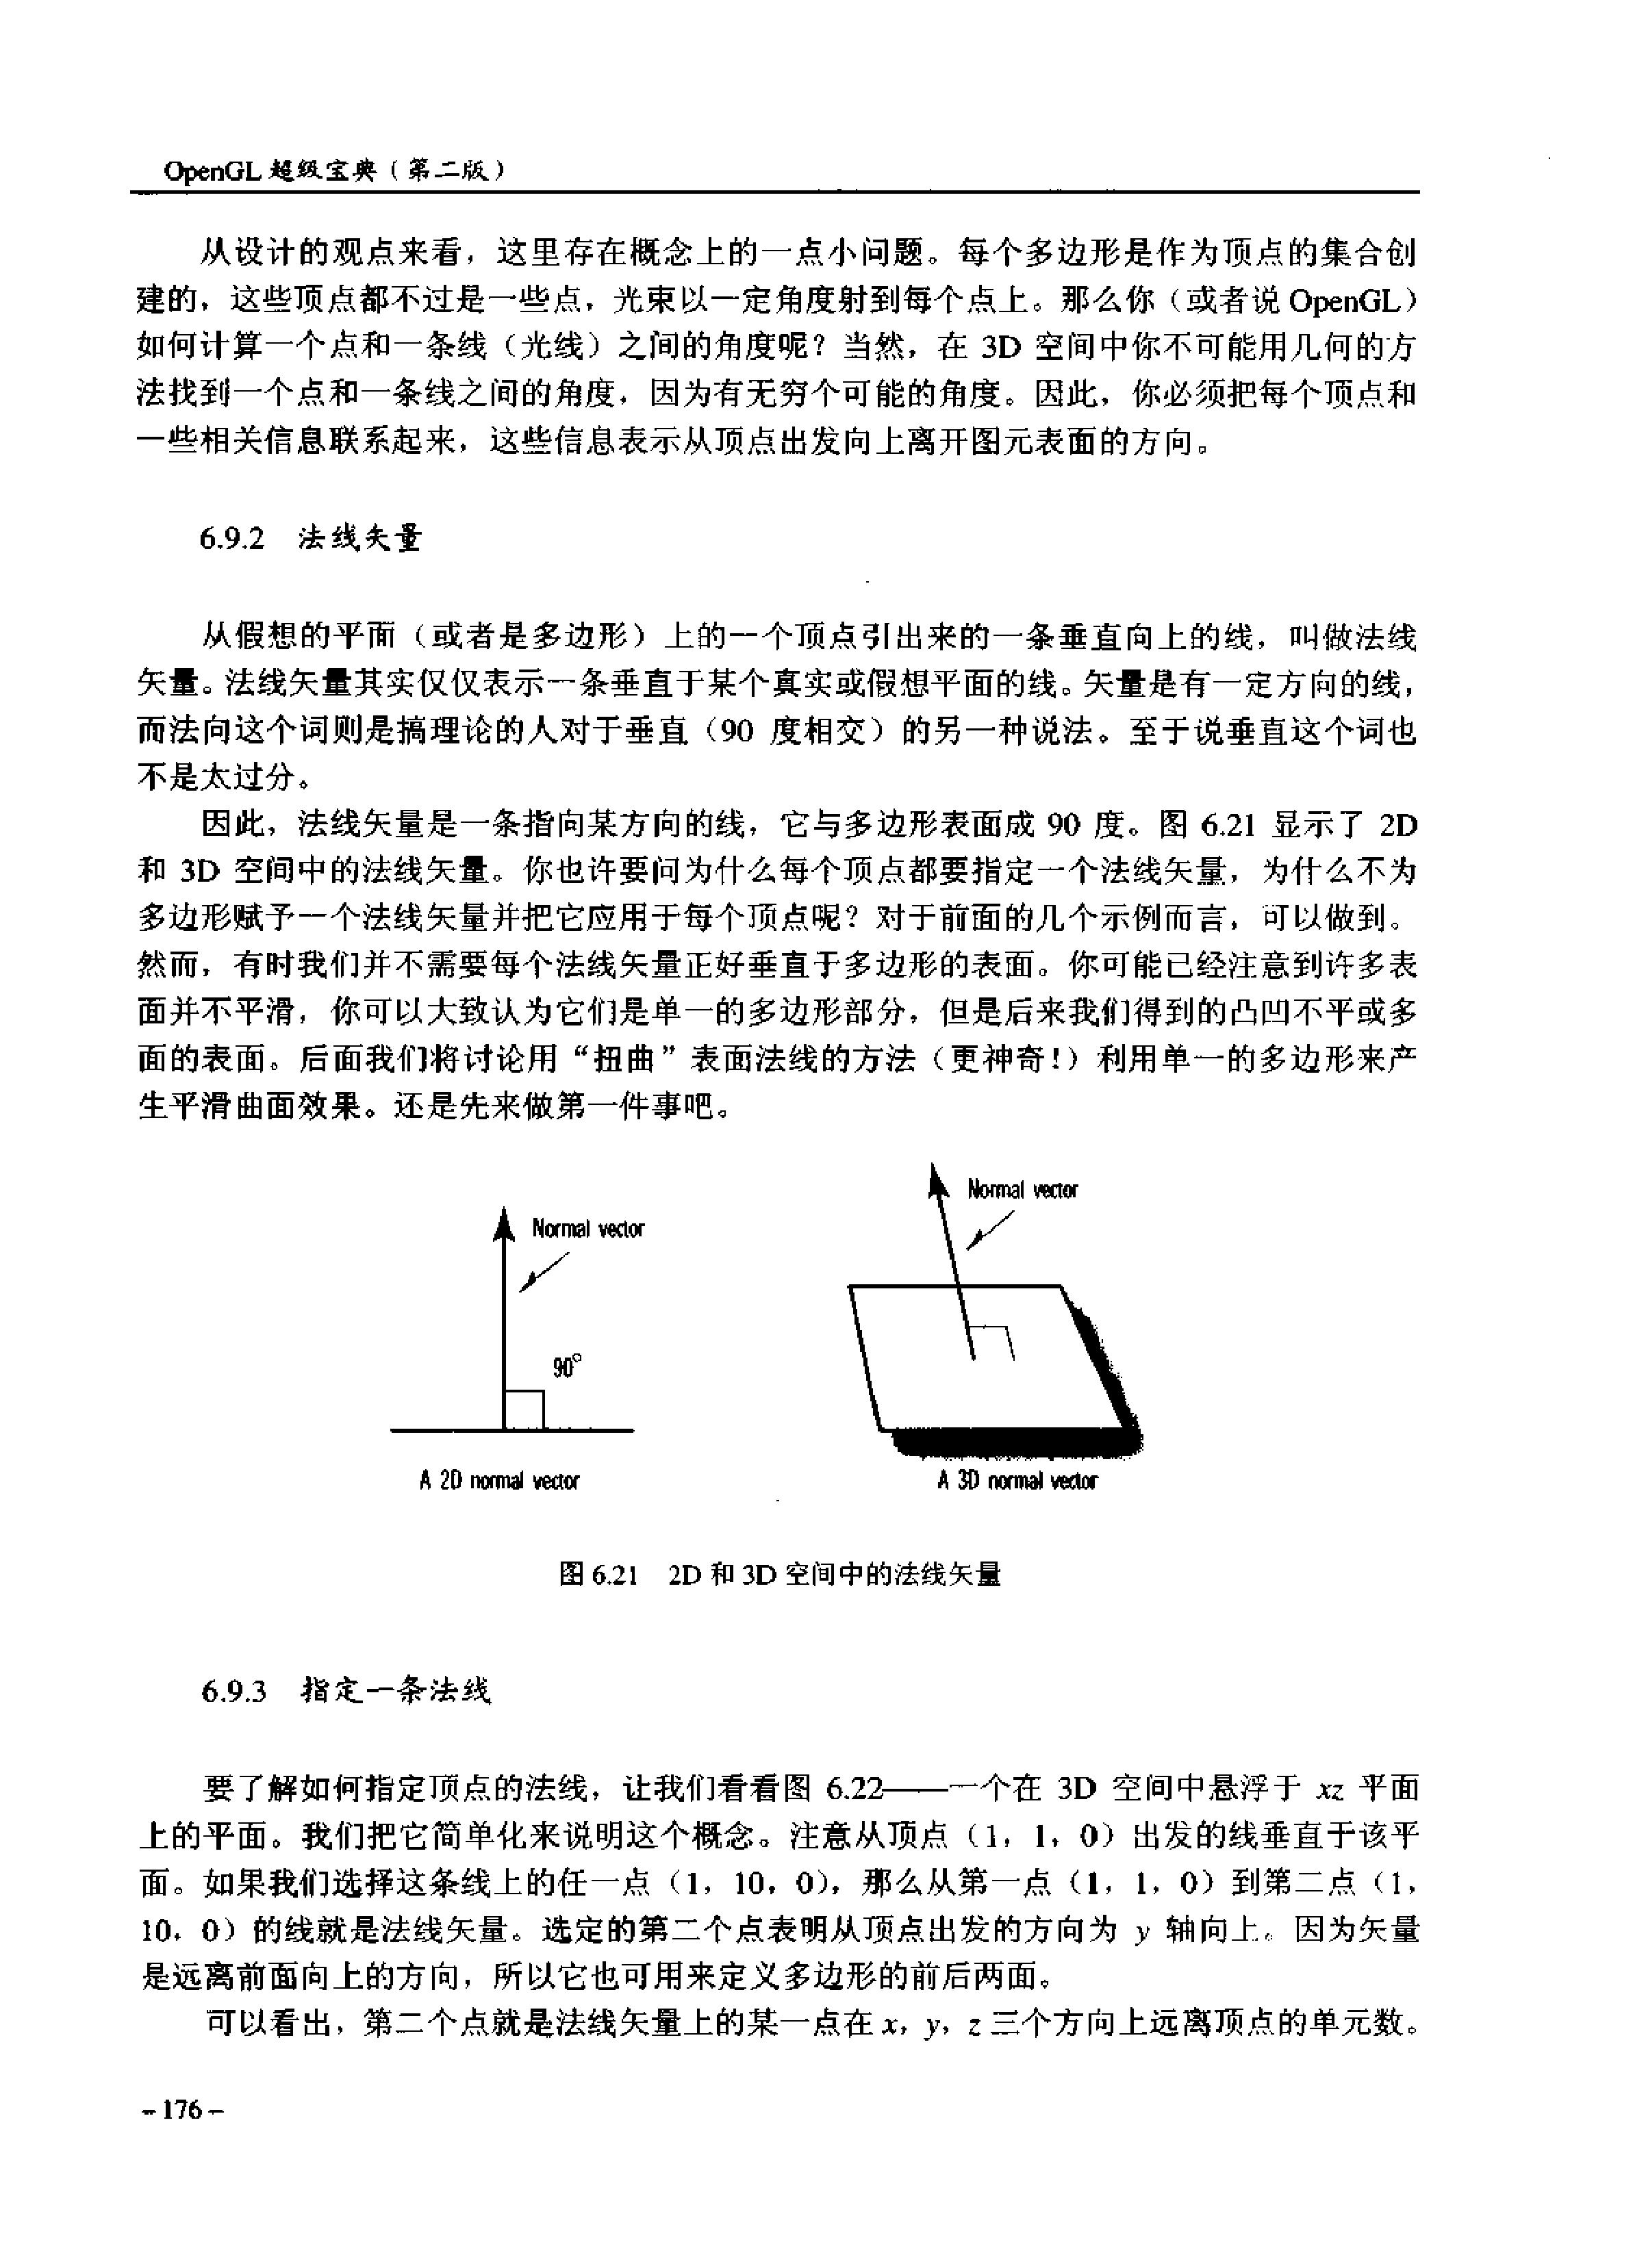 OpenGL 超级宝典（第二版）
从设计的观点来看，这里存在概念上的一点小问题。每个多边形是作为顶点的集合创
建的，这些顶点都不过是一些点，光束以一定角度射到每个点上。那么你（或者说 OpenGL）
如何计算一个点和一条线（光线）之间的角度呢？当然，在 3D 空间中你不可能用几何的方
法找到一个点和一条线之间的角度，因为有无穷个可能的角度。因此，你必须把每个顶点和
一些相关信息联系起来，这些信息表示从顶点出发向上离开图元表面的方向。
6.9.2 法线矢量
从假想的平面（或者是多边形）上的一个顶点引出来的一条垂直向上的线，叫做法线
矢量。法线矢量其实仅仅表示一条垂直于某个真实或假想平面的线。矢量是有一定方向的线，
而法向这个词则是搞理论的人对于垂直（90 度相交）的另一种说法。至于说垂直这个词也
不是太过分。
因此，法线矢量是一条指向某方向的线，它与多边形表面成 90 度。图 6.21 显示了 2D
和 3D 空间中的法线矢量。你也许要问为什么每个顶点都要指定一个法线矢量，为什么不为
多边形赋予一个法线矢量并把它应用于每个顶点呢？对于前面的几个示例而言，可以做到。
然而，有时我们并不需要每个法线矢量正好垂直于多边形的表面。你可能已经注意到许多表
面并不平滑，你可以大致认为它们是单一的多边形部分，但是后来我们得到的凸凹不平或多
面的表面。后面我们将讨论用“扭曲”表面法线的方法（更神奇！）利用单一的多边形来产
生平滑曲面效果。还是先来做第一件事吧。
Normal vector
90°
A 2D normal vector
Normal vector
A 3D normal vector
图 6.21 2D 和 3D 空间中的法线矢量
6.9.3 指定一条法线
要了解如何指定顶点的法线，让我们看看图 6.22——一个在 3D 空间中悬浮于 xz 平面
上的平面。我们把它简单化来说明这个概念。注意从顶点（1，1，0）出发的线垂直于该平
面。如果我们选择这条线上的任一点（1，10，0），那么从第一点（1，1，0）到第二点（1，
10，0）的线就是法线矢量。选定的第二个点表明从顶点出发的方向为 y 轴向上。因为矢量
是远离前面向上的方向，所以它也可用来定义多边形的前后两面。
可以看出，第二个点就是法线矢量上的某一点在 x，y，z 三个方向上远离顶点的单元数。
- 176 -